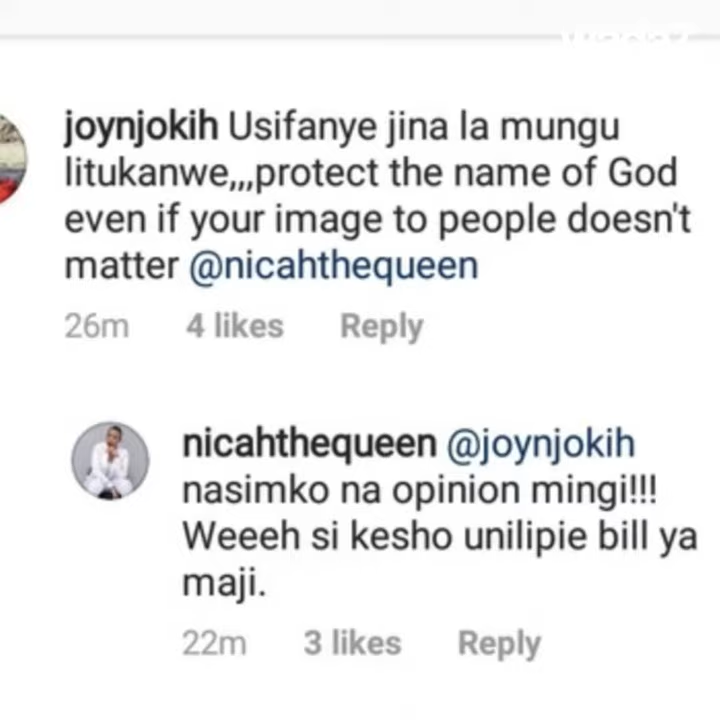 joynjokih Usifanye jina la mungu
litukanwe,,,protect the name of God
even if your image to people doesn't
matter @nicahthequeen
26m 4 likes Reply
nicahthequeen @joynjokih
nasimko na opinion mingi!!!
Weeeh si kesho unilipie bill ya
maji.
22m 3 likes Reply